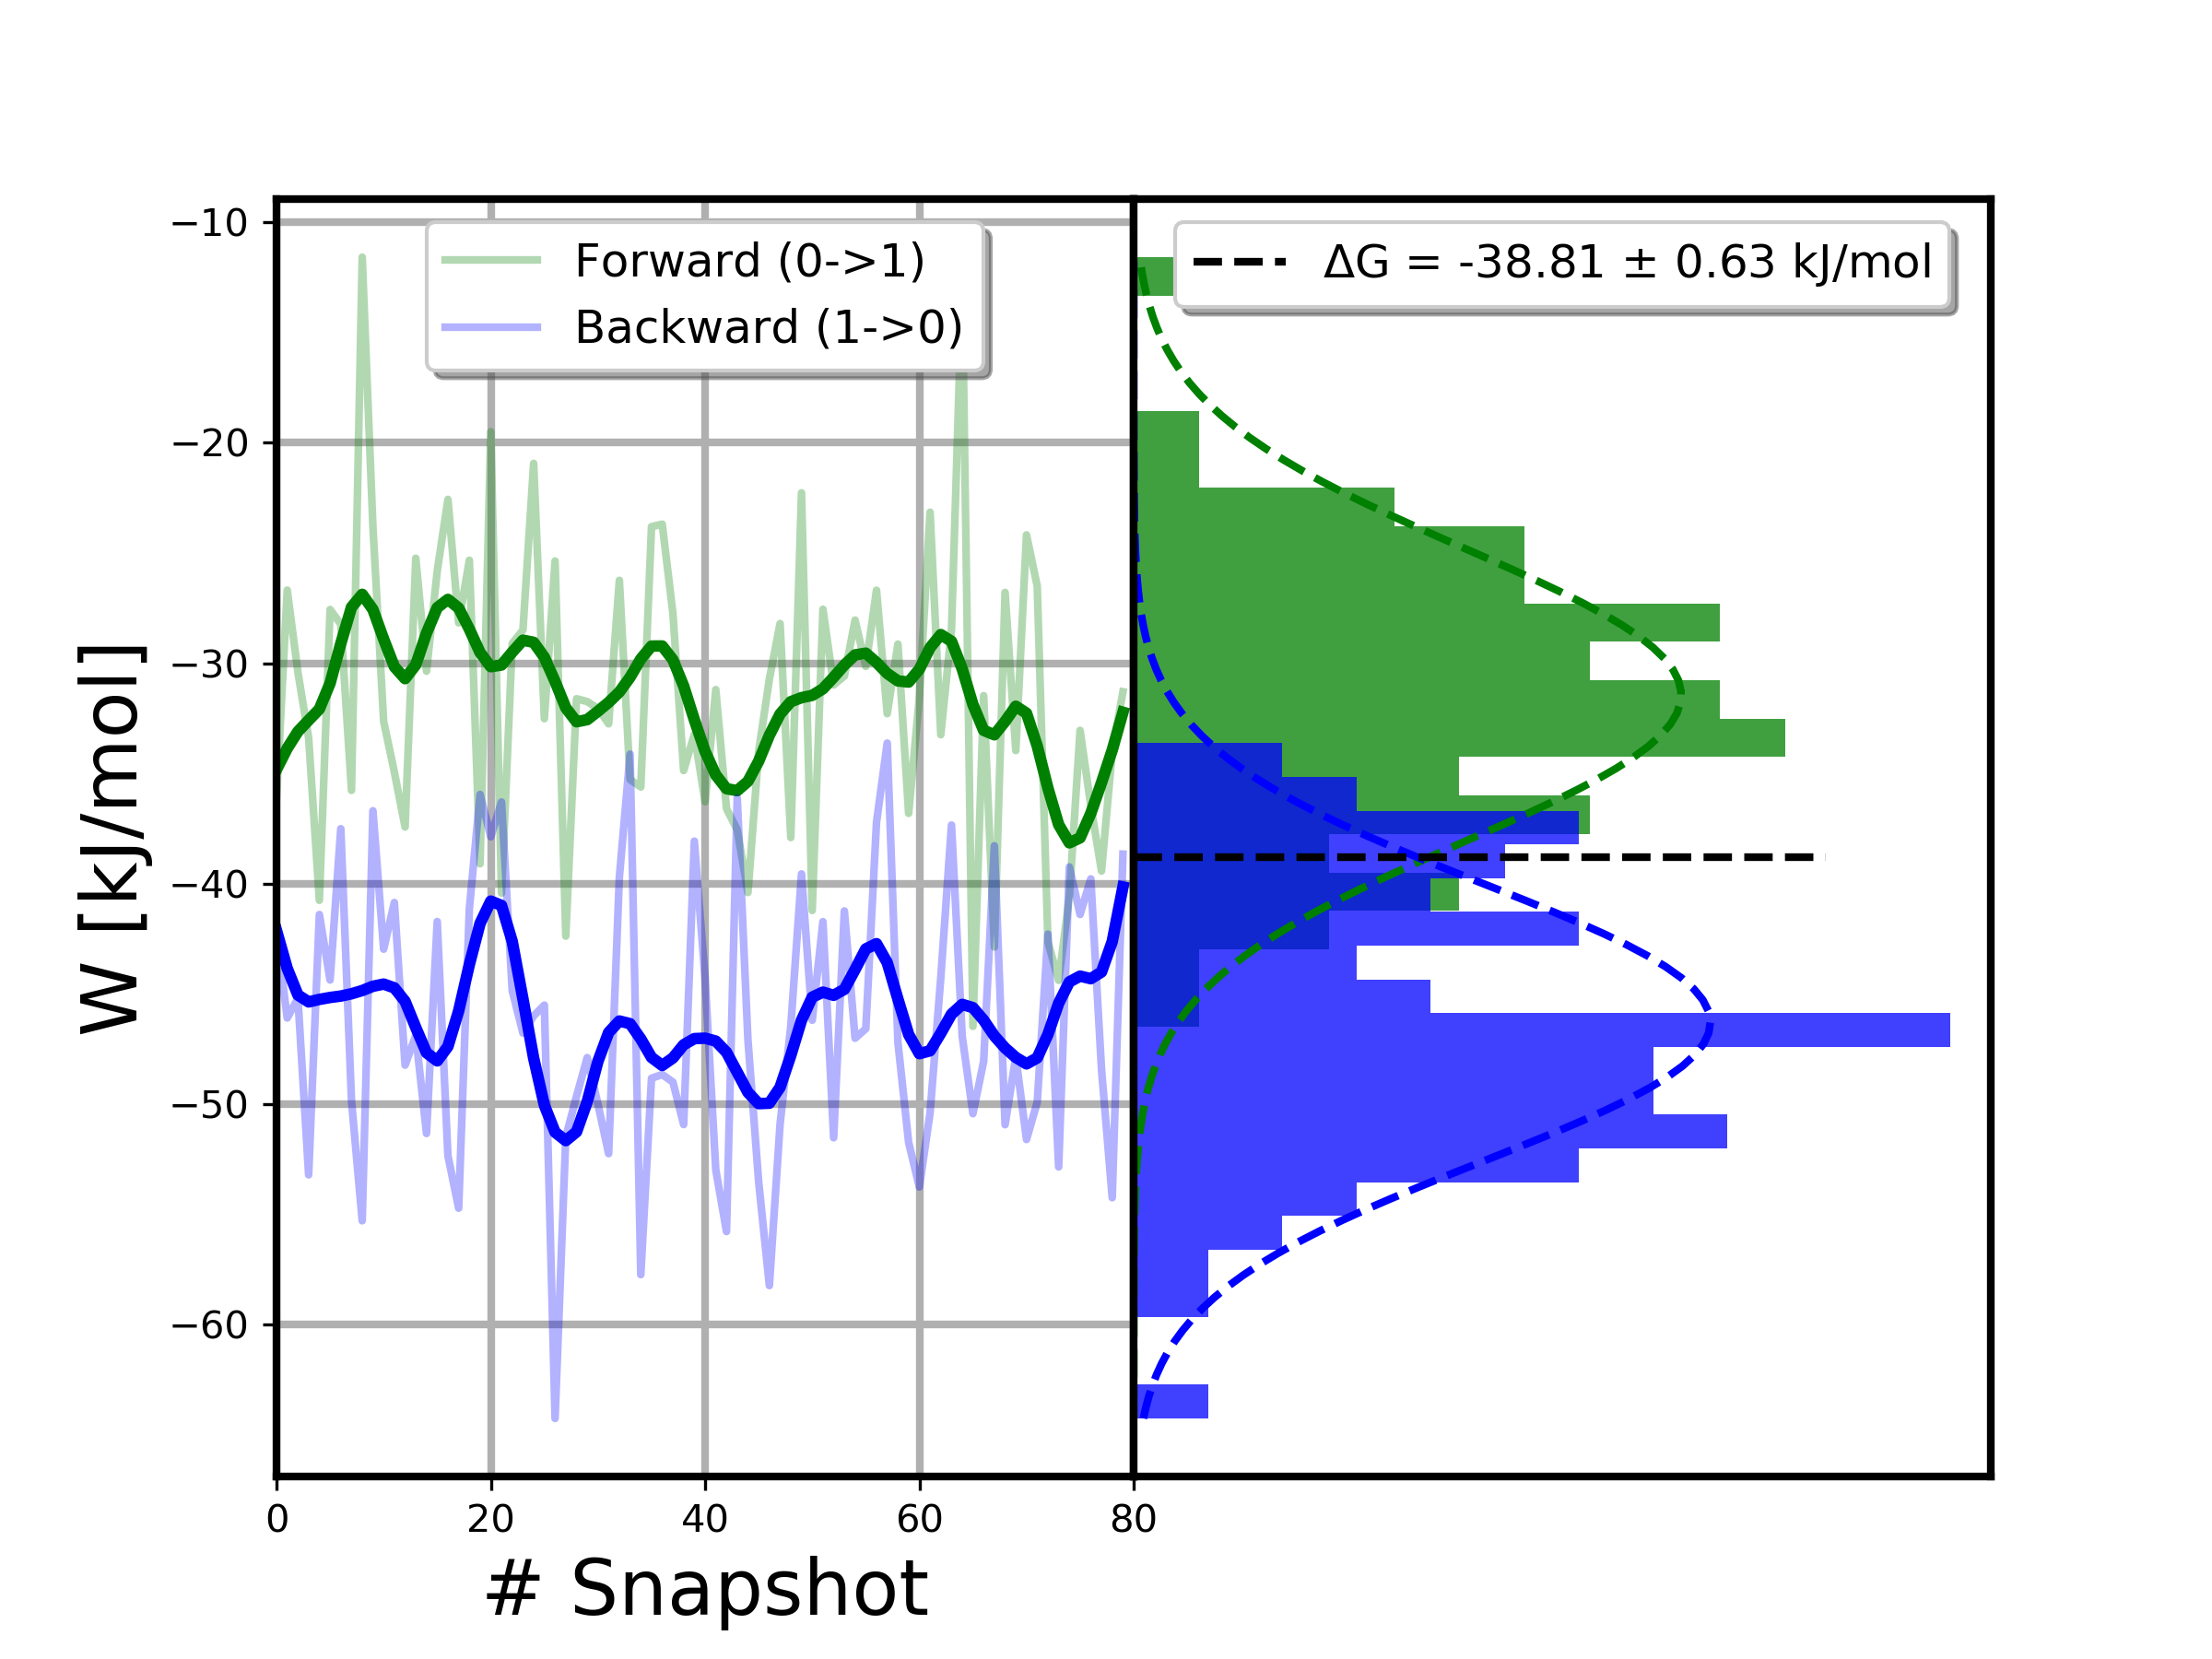 W [kJ/mol]
−10
−20
−30
−40
−50
−60
Forward (0->1)
Backward (1->0)
ΔG = -38.81 ± 0.63 kJ/mol
0 20 40 60 80
# Snapshot